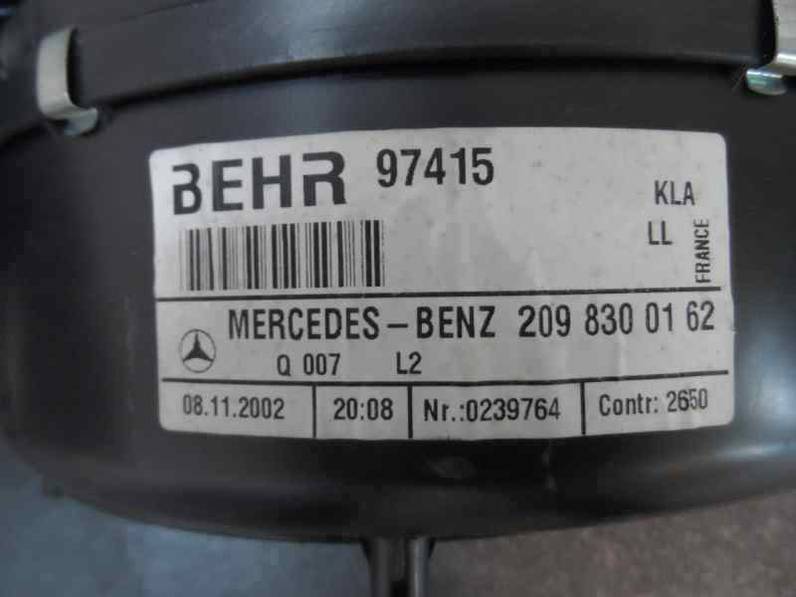 BEHR 97415
KLA
LL
FRANCE
MERCEDES-BENZ 209 830 01 62
Q 007 L2
08.11.2002 20:08 Nr.:0239764 Contr: 2650